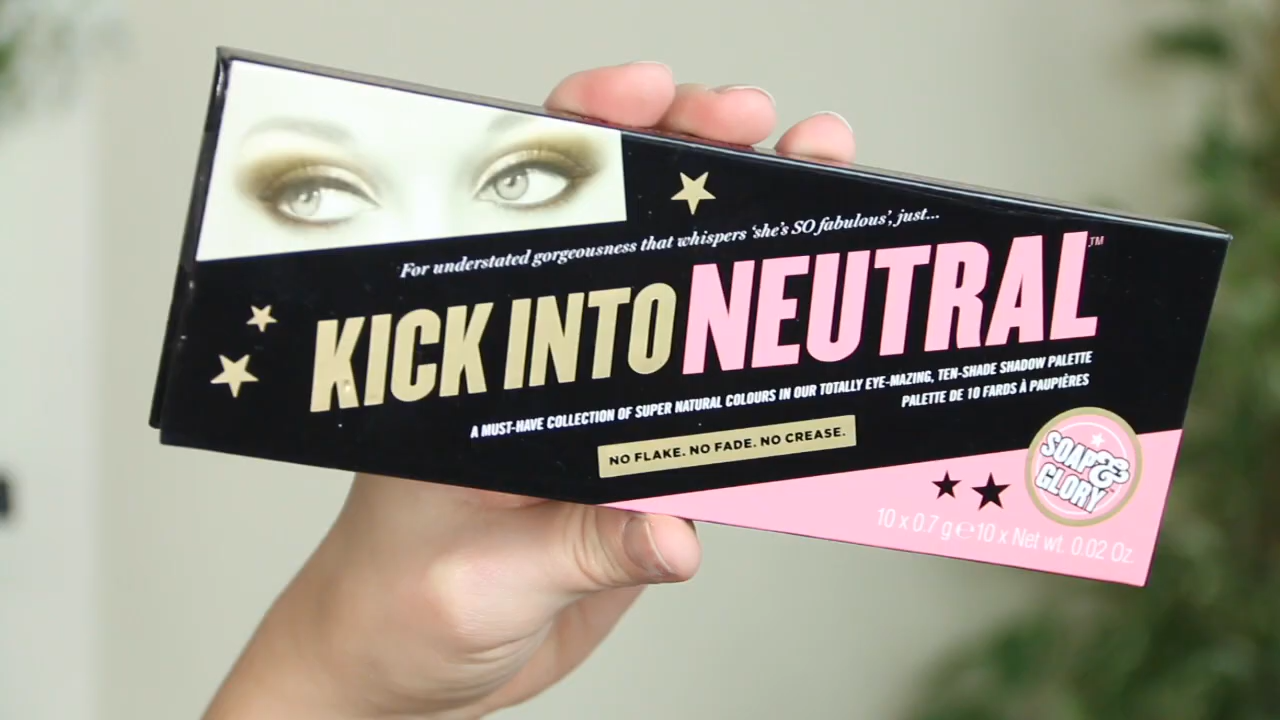 For understated gorgeousness that whispers 'she's SO fabulous', just...
KICK INTO NEUTRAL™
A MUST-HAVE COLLECTION OF SUPER NATURAL COLOURS IN OUR TOTALLY EYE-MAZING, TEN-SHADE SHADOW PALETTE
PALETTE DE 10 FARDS À PAUPIÈRES
NO FLAKE. NO FADE. NO CREASE.
SOAP &
GLORY
10 x 0.7 g ℮ 10 x Net wt. 0.02 Oz.